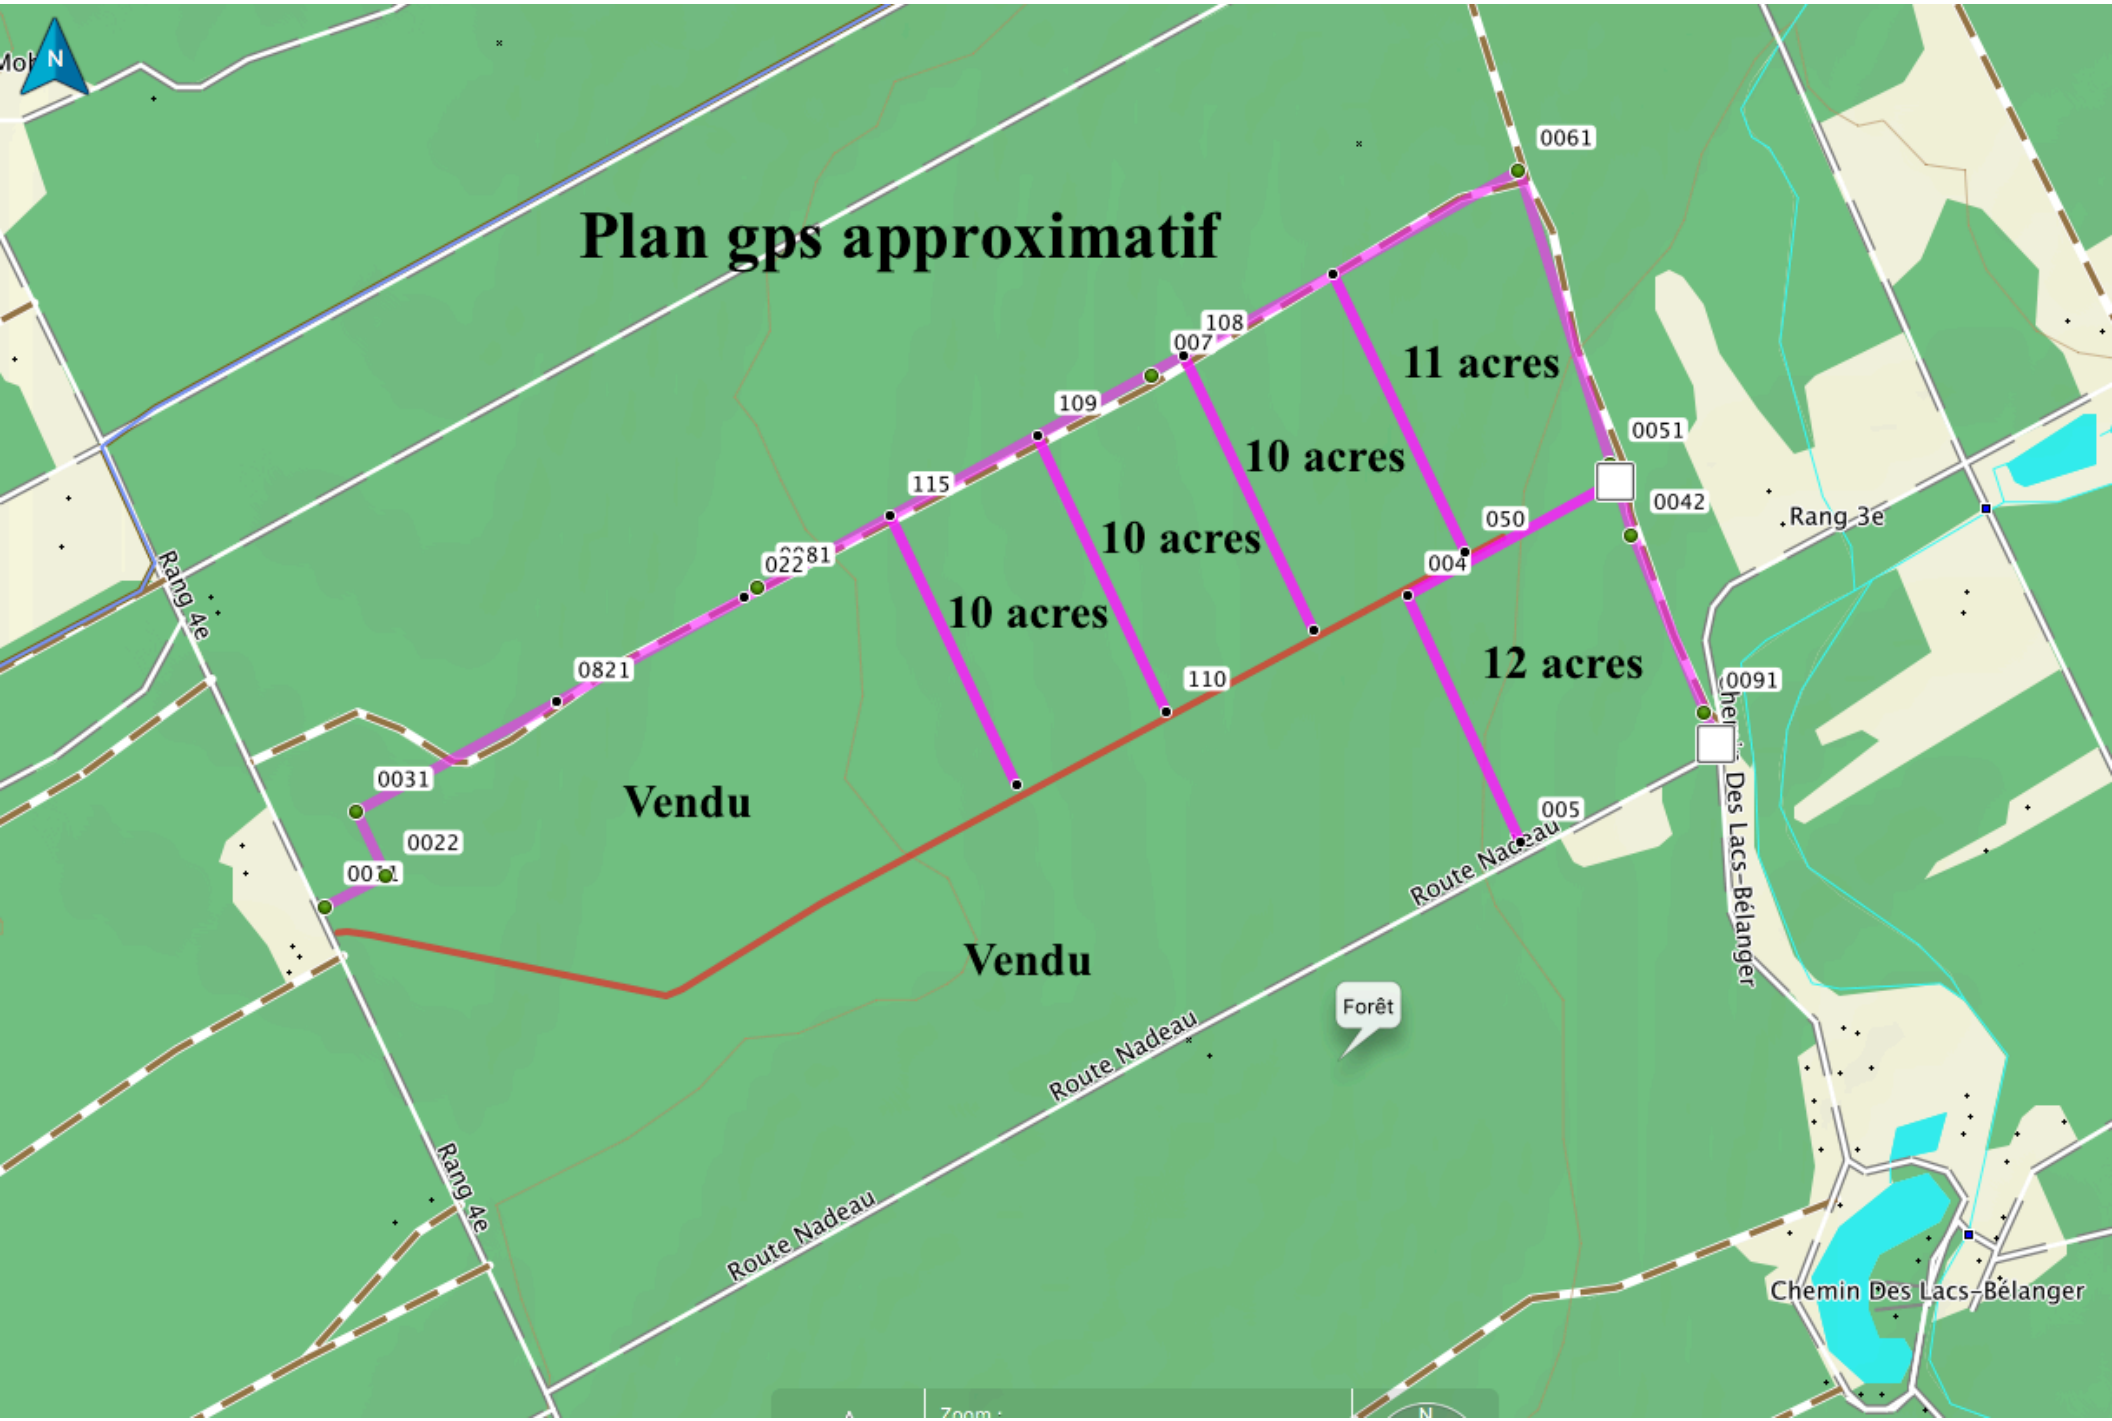 N
0061
Plan gps approximatif
108
007
11 acres
109
0051
10 acres
115
0042
050
Rang 3e
10 acres
022
004
Rang 4e
10 acres
12 acres
0821
110
0091
0031
Vendu
005
0022
Route Nadeau
Chemin Des Lacs-Bélanger
Vendu
Forêt
Route Nadeau
Rang 4e
Route Nadeau
Chemin Des Lacs-Bélanger
Zoom :
N